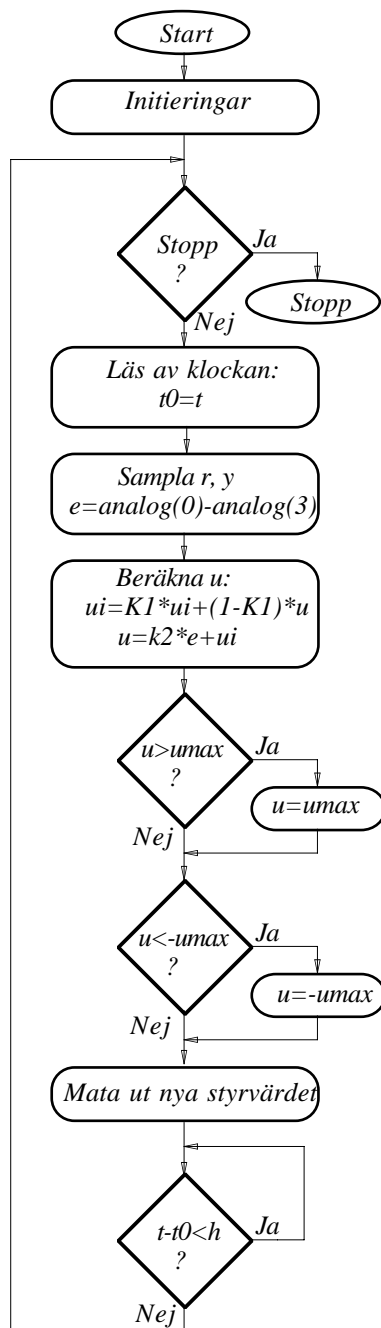 Start
Initieringar
Stopp
?
Ja
Stopp
Nej
Läs av klockan:
t0=t
Sampla r, y
e=analog(0)-analog(3)
Beräkna u:
ui=K1*ui+(1-K1)*u
u=k2*e+ui
u>umax
?
Ja
u=umax
Nej
u<-umax
?
Ja
u=-umax
Nej
Mata ut nya styrvärdet
t-t0<h
?
Ja
Nej